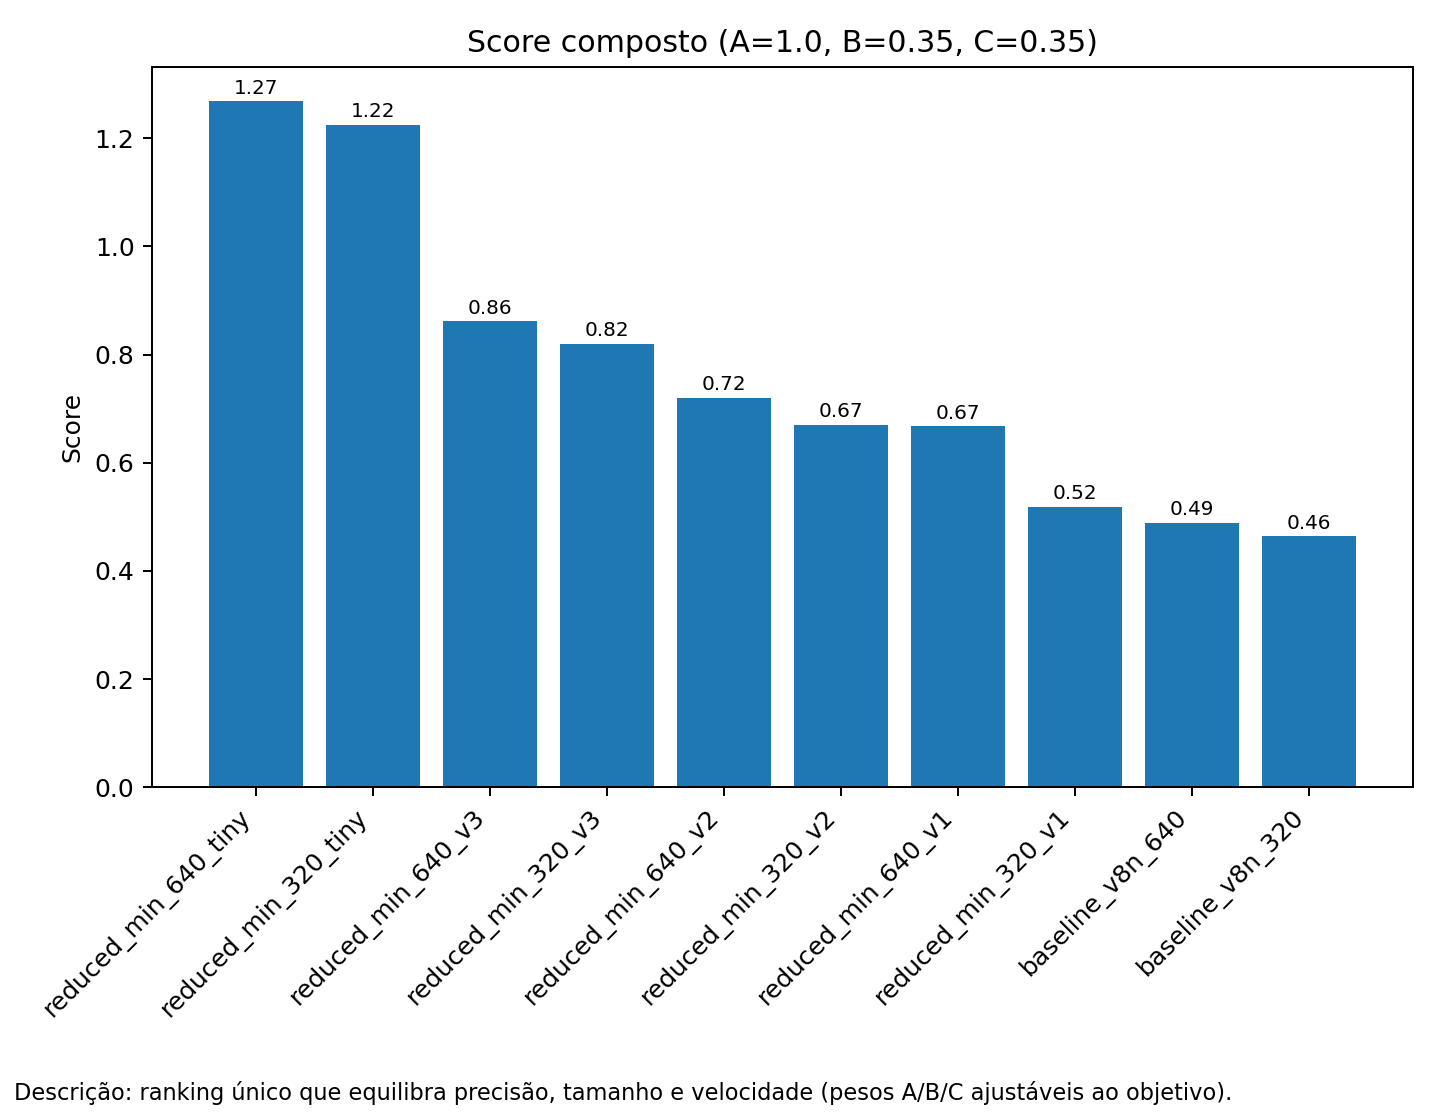 Score composto (A=1.0, B=0.35, C=0.35)
1.27
1.22
0.86
0.82
0.72
0.67
0.67
0.52
0.49
0.46
1.2
1.0
0.8
0.6
0.4
0.2
0.0
Score
reduced_min_640_tiny
reduced_min_320_tiny
reduced_min_640_v3
reduced_min_320_v3
reduced_min_640_v2
reduced_min_320_v2
reduced_min_640_v1
reduced_min_320_v1
baseline_v8n_640
baseline_v8n_320
Descrição: ranking único que equilibra precisão, tamanho e velocidade (pesos A/B/C ajustáveis ao objetivo).